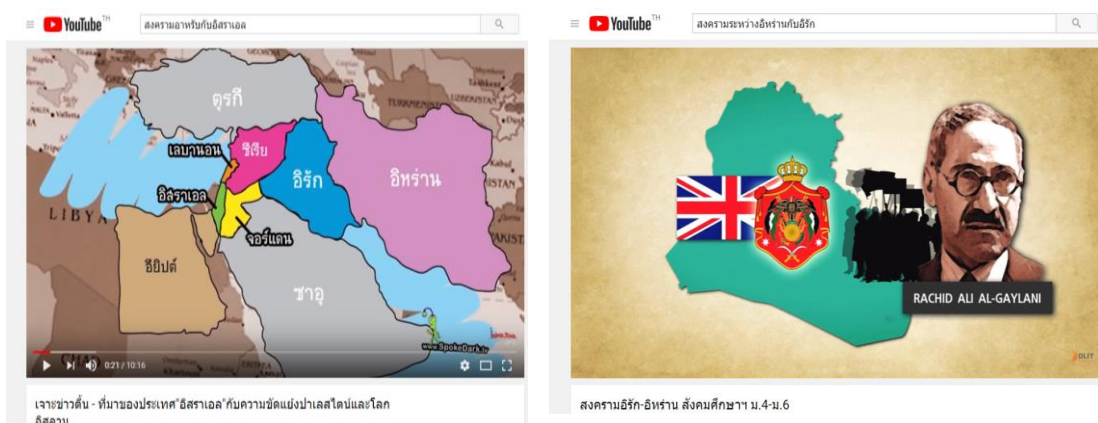 YouTube TH
สงครามอาหรับกับอิสราเอล
ตุรกี
เลบานอน
ซีเรีย
อิสราเอล
อิรัก
อิหร่าน
LIBYA
จอร์แดน
อียิปต์
ซาอุ
www.SpokeDark.tv
CHAD
0:21 / 10:16
เจาะข่าวตื้น - ที่มาของประเทศ"อิสราเอล"กับความขัดแย้งปาเลสไตน์และโลก
อิสลาม
YouTube TH
สงครามระหว่างอิหร่านกับอิรัก
RACHID ALI AL-GAYLANI
DLIT
สงครามอิรัก-อิหร่าน สังคมศึกษาฯ ม.4-ม.6